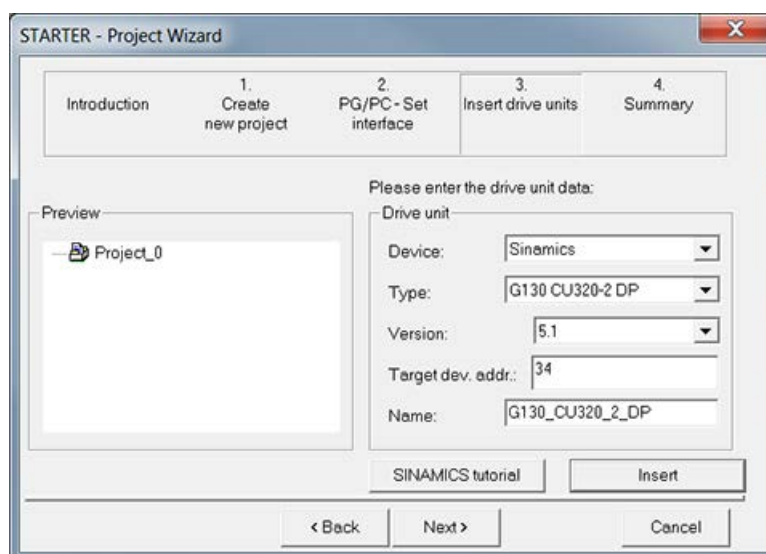 STARTER - Project Wizard
Introduction
1.
Create
new project
2.
PG/PC - Set
interface
3.
Insert drive units
4.
Summary
Please enter the drive unit data:
Preview
Project_0
Drive unit
Device: Sinamics
Type: G130 CU320-2 DP
Version: 5.1
Target dev. addr.: 34
Name: G130_CU320_2_DP
SINAMICS tutorial
Insert
< Back
Next >
Cancel